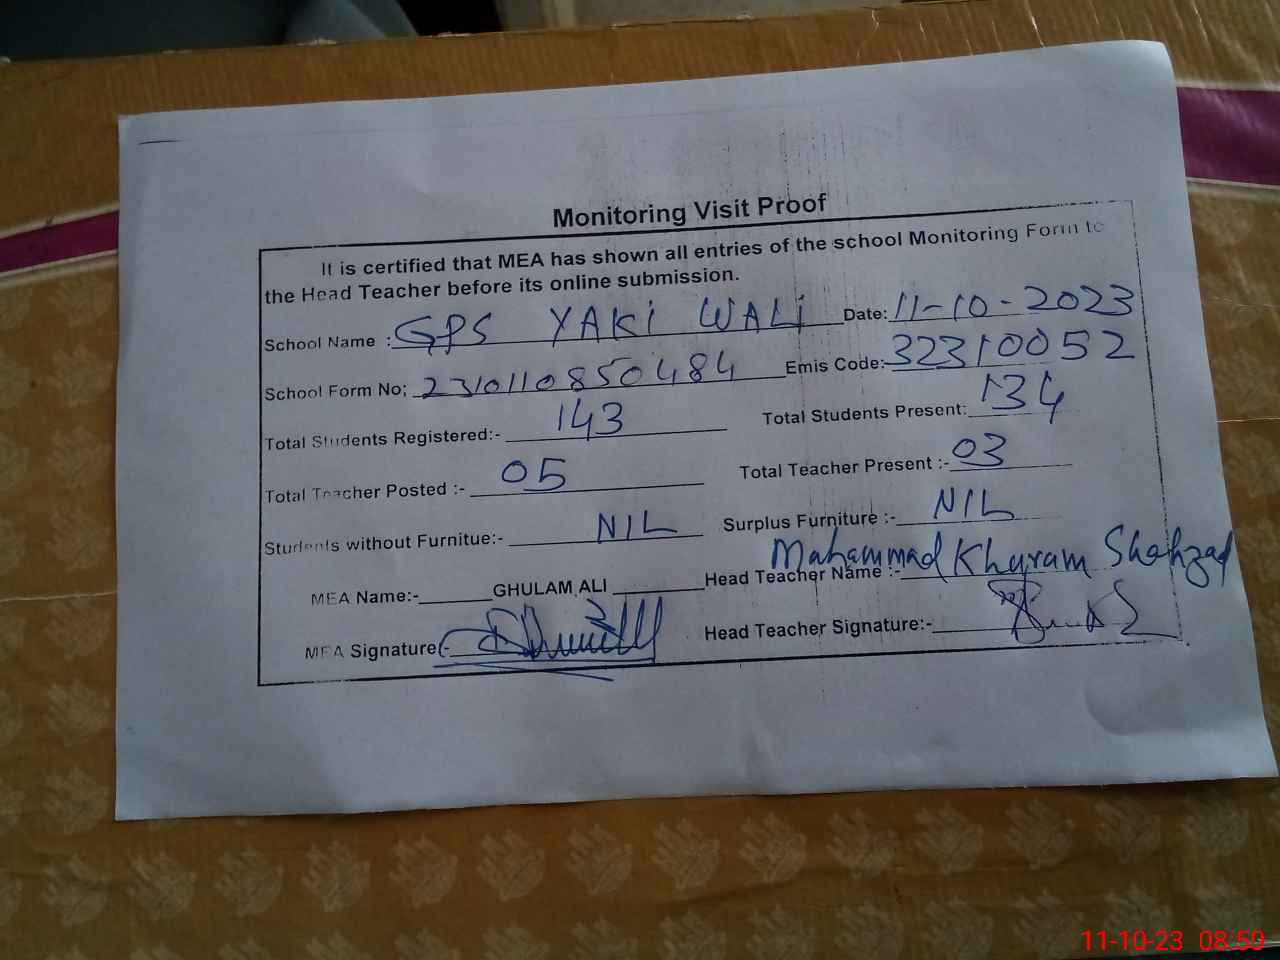 Monitoring Visit Proof
It is certified that MEA has shown all entries of the school Monitoring Form to
the Head Teacher before its online submission.
School Name : GPS YAKI WALI Date: 11-10-2023
School Form No; 2310110850484 Emis Code: 32310052
Total Students Registered:- 143 Total Students Present: 134
Total Teacher Posted :- 05 Total Teacher Present :- 03
Students without Furnitue:- NIL Surplus Furniture :- NIL
MEA Name:- GHULAM ALI Head Teacher Name :- Mahammad Khuram Shahzad
MEA Signature:- Head Teacher Signature:-
11-10-23 08:50